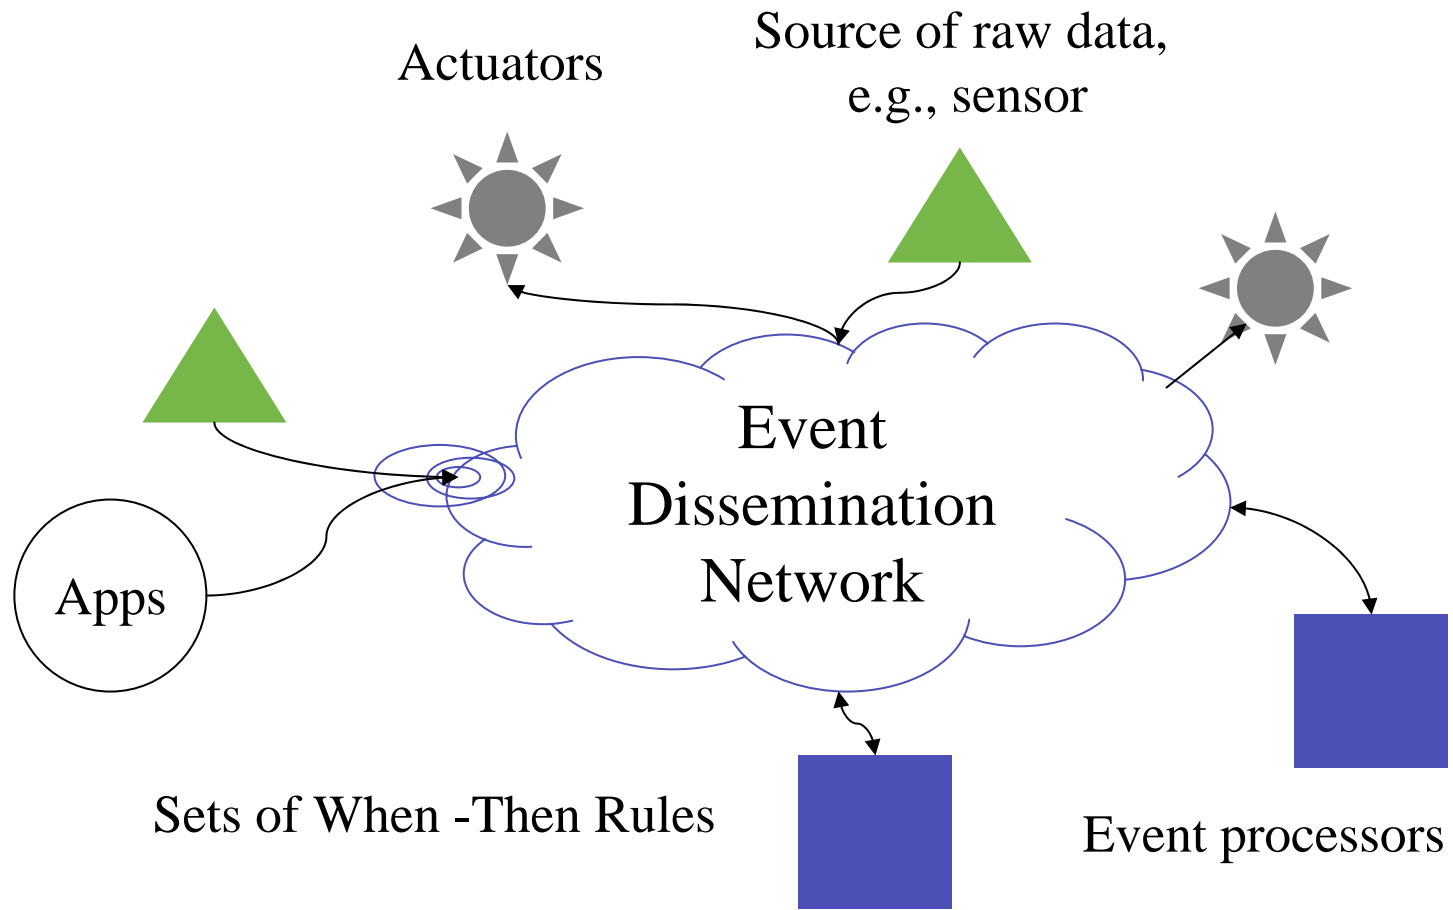 Actuators
Source of raw data,
e.g., sensor
Event
Dissemination
Network
Apps
Sets of When -Then Rules
Event processors